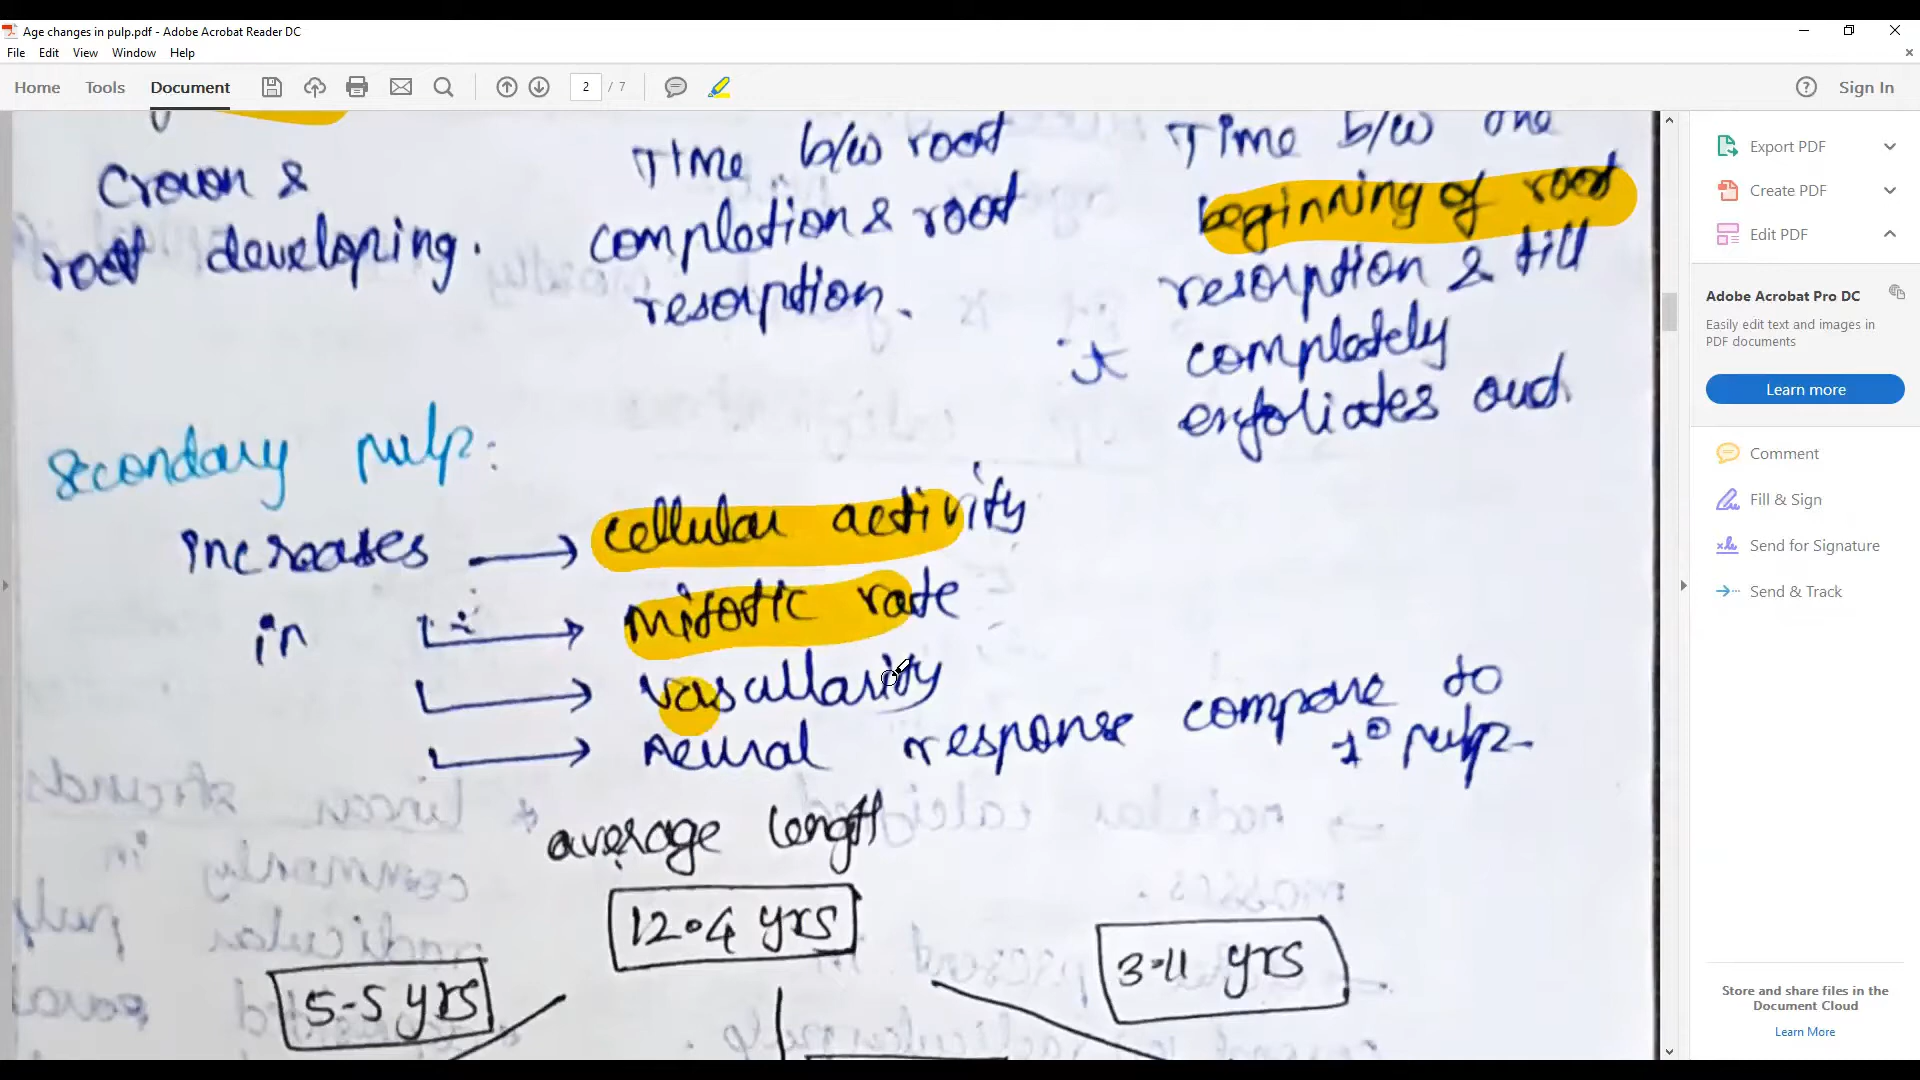 Age changes in pulp.pdf - Adobe Acrobat Reader DC
File Edit View Window Help
Home Tools Document 2 / 7 Sign In
Crown &
root developing.
Time b/w root
completion & root
resorption.
Time b/w the
beginning of root
resorption & till
it completely
exfoliates out
Secondary pulp:
increases → cellular activity
in → mitotic rate
→ vascullarity
→ neural response compare to
1° pulp
average length
12.4 yrs
5-5 yrs
3-11 yrs
Export PDF
Create PDF
Edit PDF
Adobe Acrobat Pro DC
Easily edit text and images in
PDF documents
Learn more
Comment
Fill & Sign
Send for Signature
Send & Track
Store and share files in the
Document Cloud
Learn More